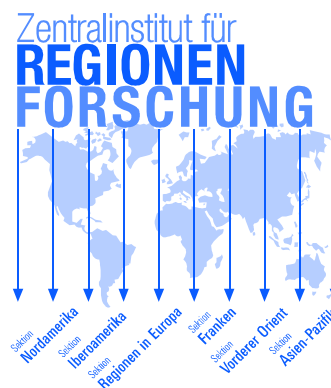 Zentralinstitut für
REGIONEN
FORSCHUNG
Sektion
Nordamerika
Sektion
Iberoamerika
Sektion
Regionen in Europa
Sektion
Franken
Sektion
Vorderer Orient
Sektion
Asien-Pazifik